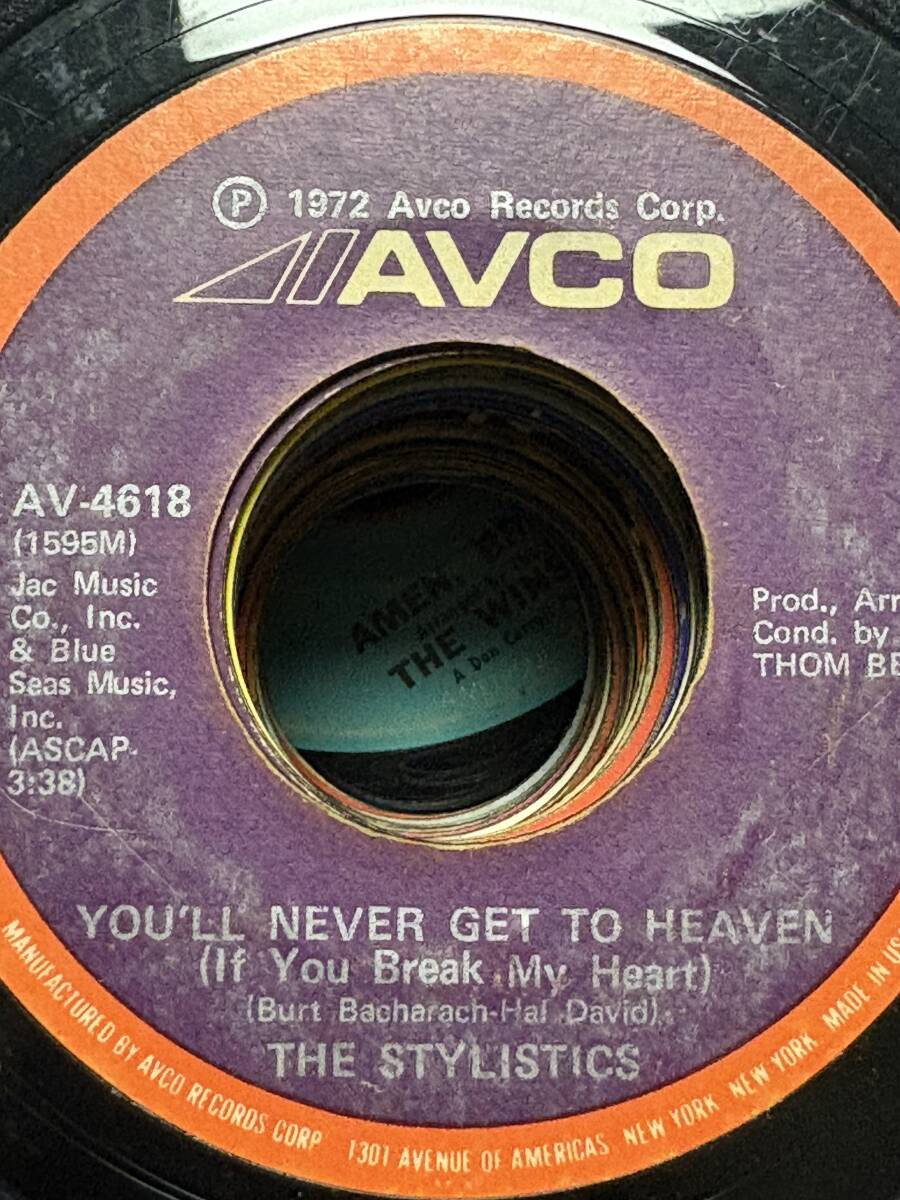 ℗ 1972 Avco Records Corp.
AVCO
AV-4618
(1595M)
Jac Music
Co., Inc.
& Blue
Seas Music,
Inc.
(ASCAP-
3:38)
Prod., Arr
Cond. by
THOM BE
AMEN,
THE WINS
A Don Carroll
YOU'LL NEVER GET TO HEAVEN
(If You Break My Heart)
(Burt Bacharach-Hal David)
THE STYLISTICS
MANUFACTURED BY AVCO RECORDS CORP 1301 AVENUE OF AMERICAS NEW YORK NEW YORK MADE IN US